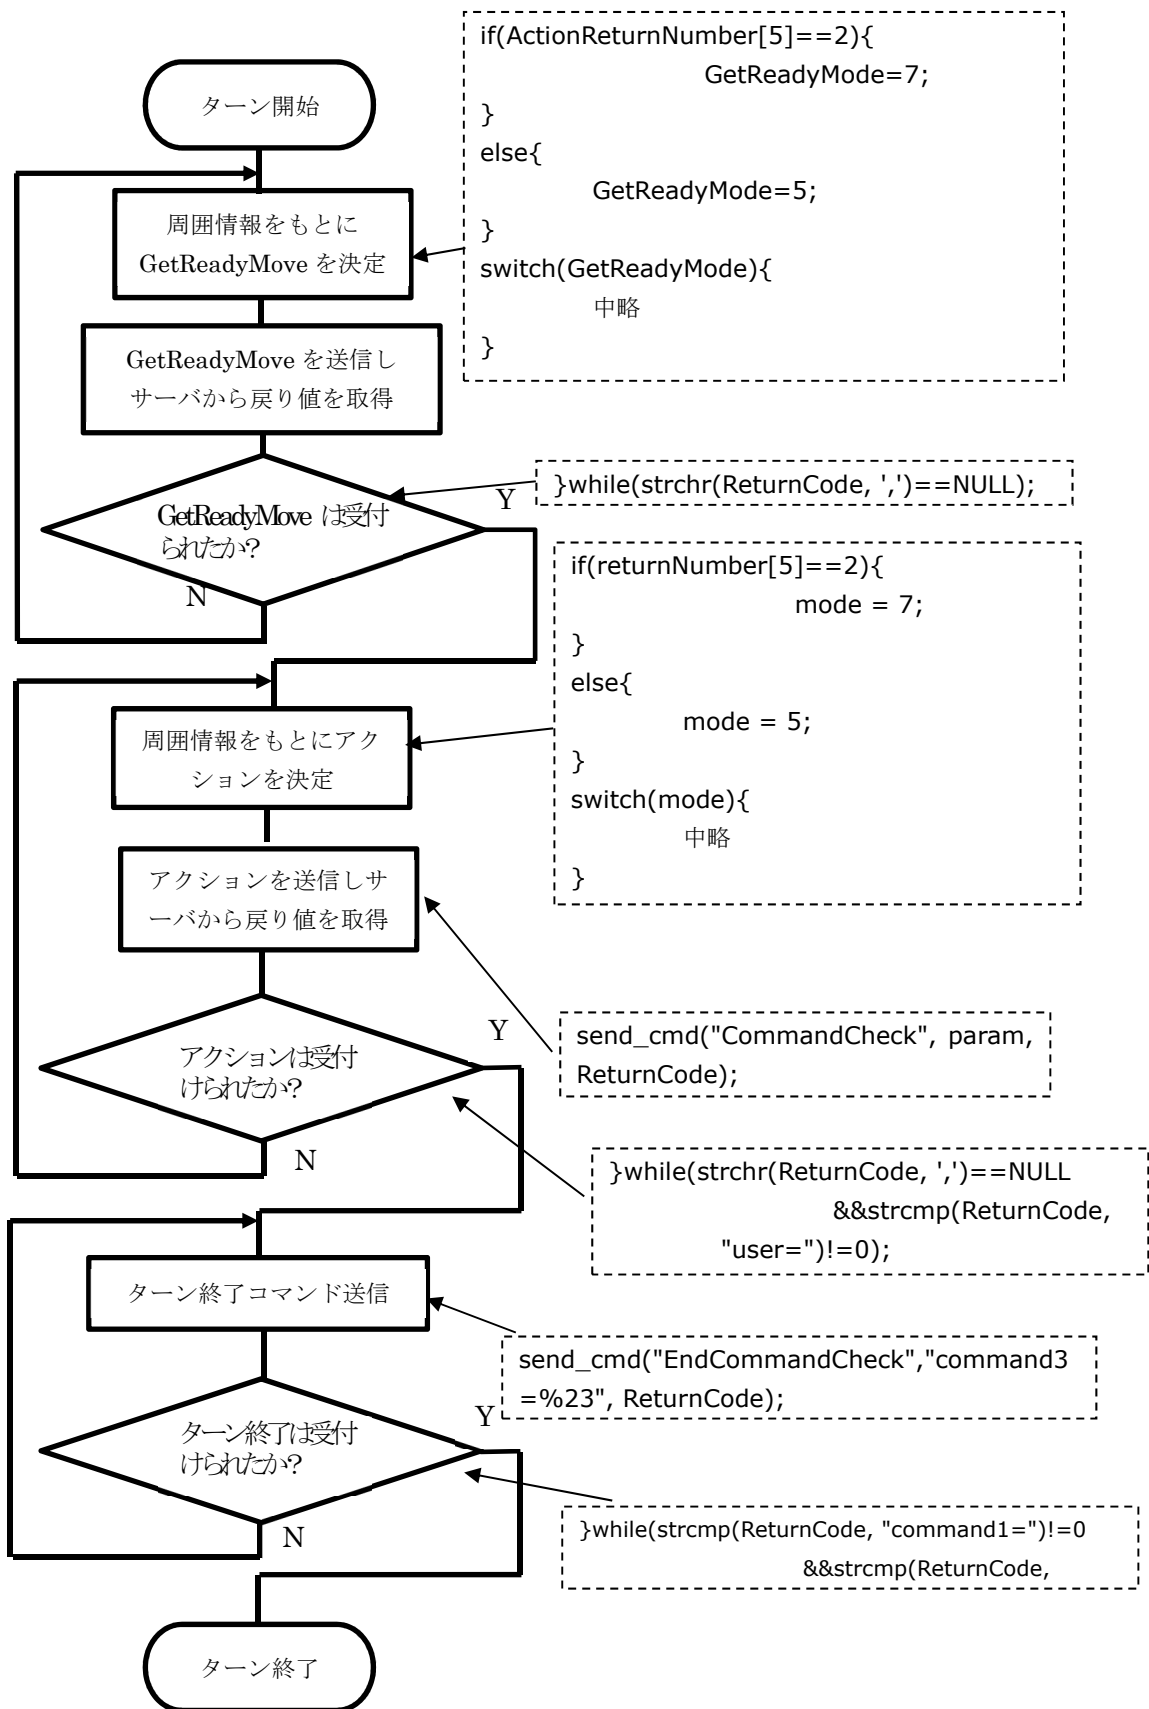 ターン開始
周囲情報をもとに
GetReadyMove を決定
if(ActionReturnNumber[5]==2){
GetReadyMode=7;
}
else{
GetReadyMode=5;
}
switch(GetReadyMode){
中略
}
GetReadyMove を送信し
サーバから戻り値を取得
GetReadyMove は受付
られたか?
Y
N
}while(strchr(ReturnCode, ',')==NULL);
周囲情報をもとにアク
ションを決定
if(returnNumber[5]==2){
mode = 7;
}
else{
mode = 5;
}
switch(mode){
中略
}
アクションを送信しサ
ーバから戻り値を取得
send_cmd("CommandCheck", param,
ReturnCode);
アクションは受付
けられたか?
Y
N
}while(strchr(ReturnCode, ',')==NULL
&&strcmp(ReturnCode,
"user=")!=0);
ターン終了コマンド送信
send_cmd("EndCommandCheck","command3
=%23", ReturnCode);
ターン終了は受付
けられたか?
Y
N
}while(strcmp(ReturnCode, "command1=")!=0
&&strcmp(ReturnCode,
ターン終了